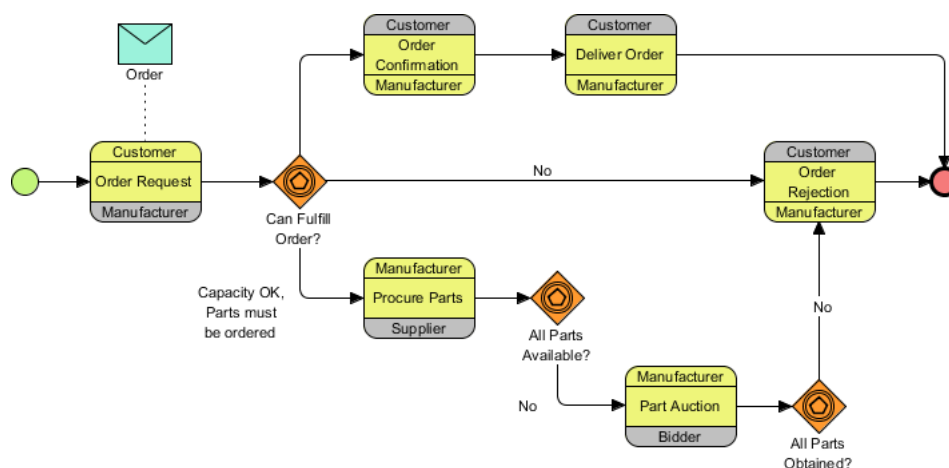 Order
Customer
Order Request
Manufacturer
Can Fulfill
Order?
Customer
Order
Confirmation
Manufacturer
Customer
Deliver Order
Manufacturer
No
Customer
Order
Rejection
Manufacturer
Capacity OK,
Parts must
be ordered
Manufacturer
Procure Parts
Supplier
All Parts
Available?
No
Manufacturer
Part Auction
Bidder
All Parts
Obtained?
No